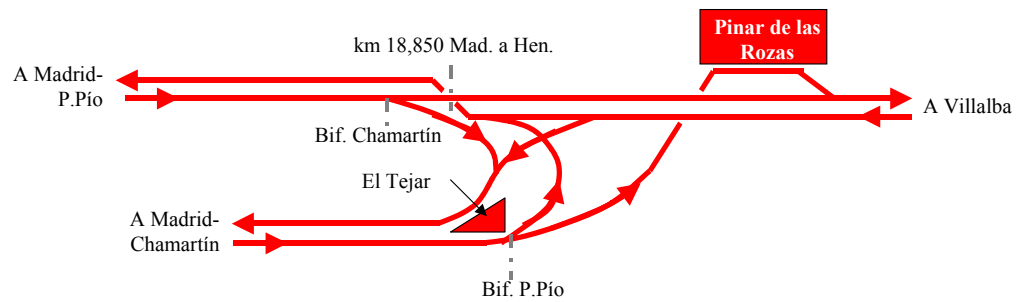 Pinar de las
Rozas
km 18,850 Mad. a Hen.
A Madrid-
P.Pío
A Villalba
Bif. Chamartín
El Tejar
A Madrid-
Chamartín
Bif. P.Pío